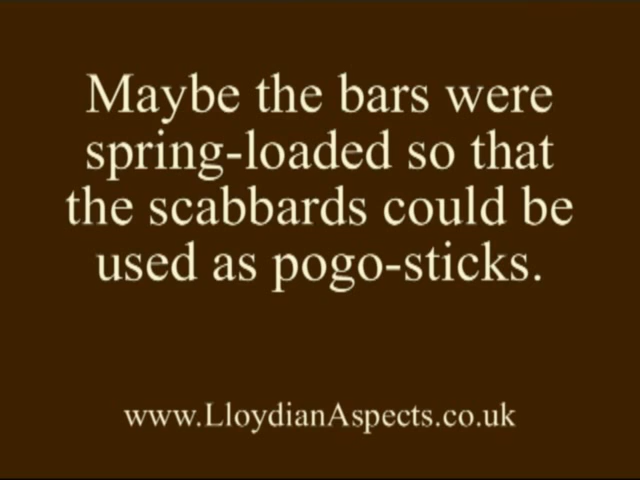 Maybe the bars were
spring-loaded so that
the scabbards could be
used as pogo-sticks.
www.LloydianAspects.co.uk